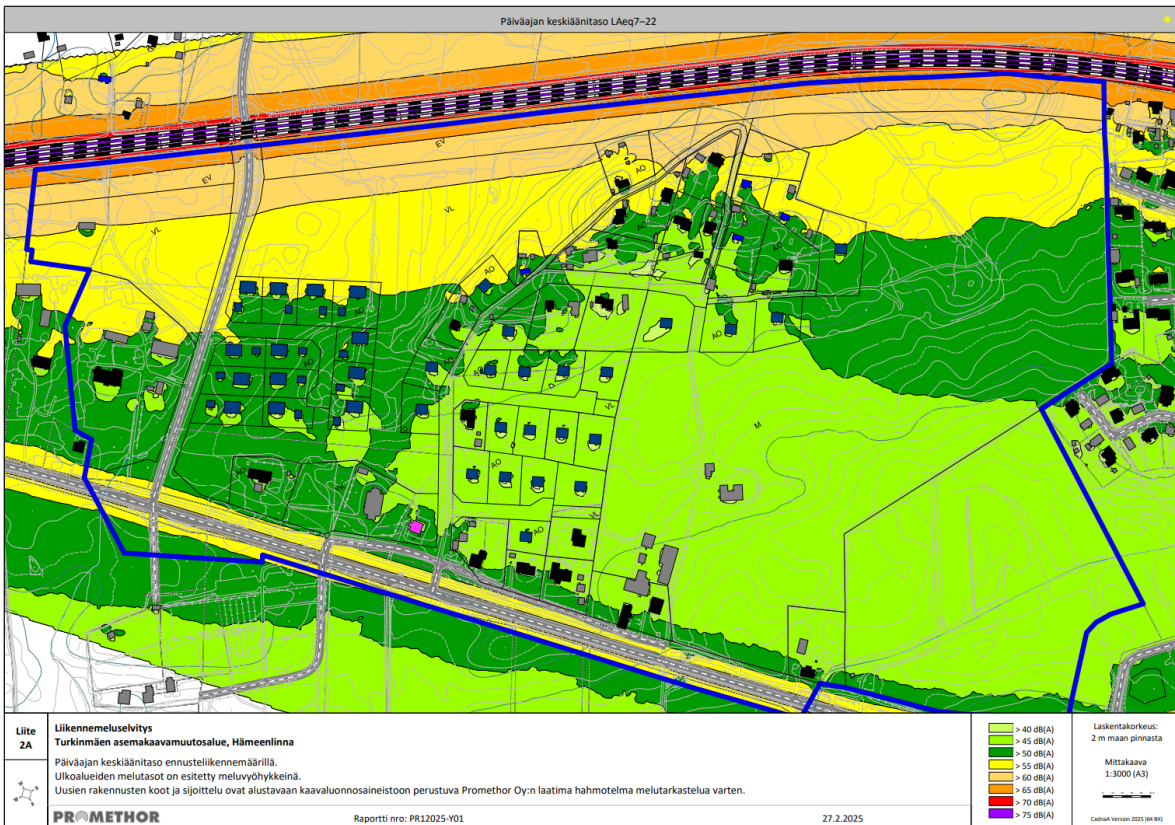 Päiväajan keskiäänitaso LAeq7–22
EV
EV
VL
VL
AO
AO
AO
AO
AO
AO
AO
AO
AO
AO
AO
AO
VL
VL
M
Liite
2A
Liikennemeluselvitys
Turkinmäen asemakaavamuutosalue, Hämeenlinna
Päiväajan keskiäänitaso ennusteliikennemäärillä.
Ulkoalueiden melutasot on esitetty meluvyöhykkeinä.
Uusien rakennusten koot ja sijoittelu ovat alustavaan kaavaluonnosaineistoon perustuva Promethor Oy:n laatima hahmotelma melutarkastelua varten.
PROMETHOR
Raportti nro: PR12025-Y01
27.2.2025
> 40 dB(A)
> 45 dB(A)
> 50 dB(A)
> 55 dB(A)
> 60 dB(A)
> 65 dB(A)
> 70 dB(A)
> 75 dB(A)
Laskentakorkeus:
2 m maan pinnasta
Mittakaava
1:3000 (A3)
CadnaA Version 2025 (64 Bit)